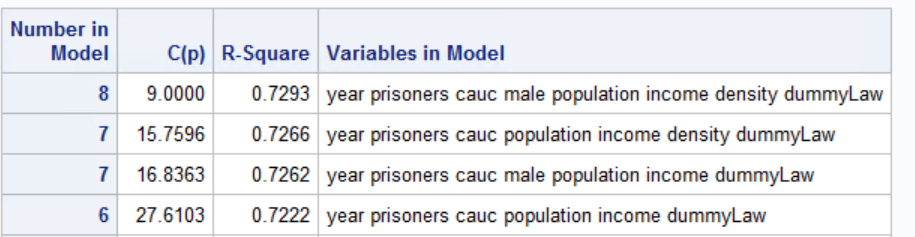 Number in Model C(p) R-Square Variables in Model
8 9.0000 0.7293 year prisoners cauc male population income density dummyLaw
7 15.7596 0.7266 year prisoners cauc population income density dummyLaw
7 16.8363 0.7262 year prisoners cauc male population income dummyLaw
6 27.6103 0.7222 year prisoners cauc population income dummyLaw